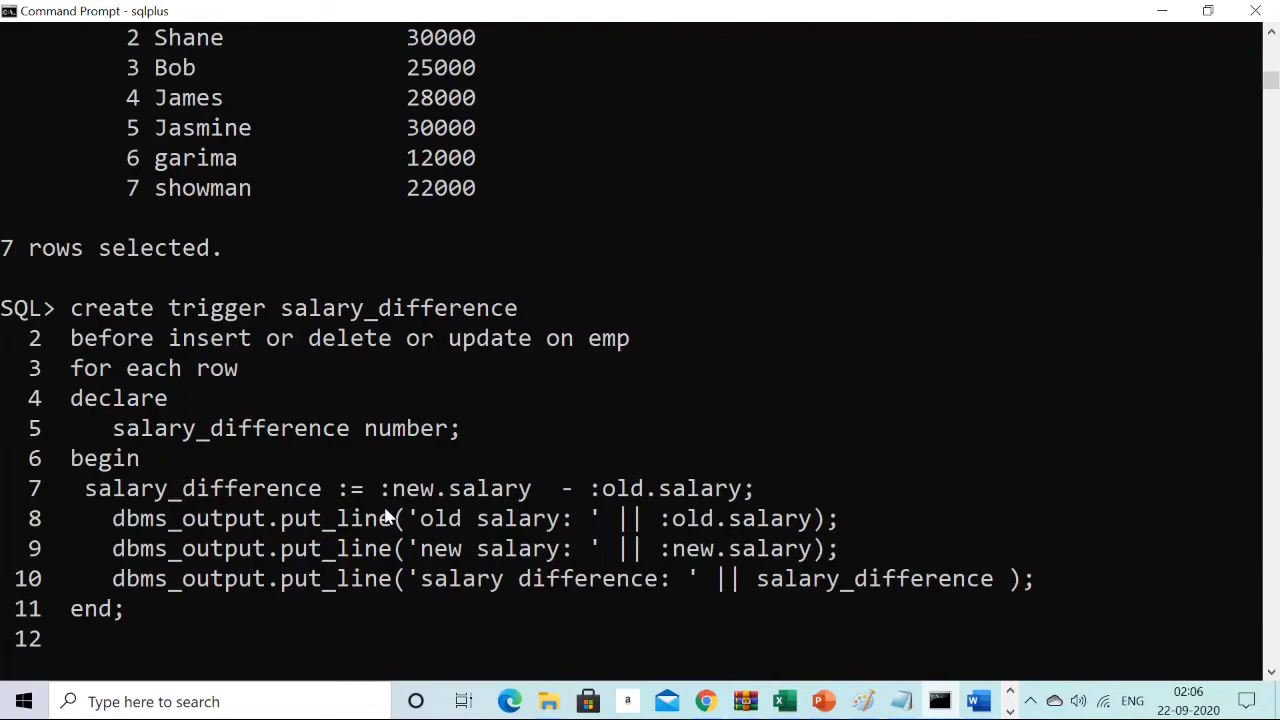 Command Prompt - sqlplus
2 Shane 30000
3 Bob 25000
4 James 28000
5 Jasmine 30000
6 garima 12000
7 showman 22000
7 rows selected.
SQL> create trigger salary_difference
2 before insert or delete or update on emp
3 for each row
4 declare
5 salary_difference number;
6 begin
7 salary_difference := :new.salary - :old.salary;
8 dbms_output.put_line('old salary: ' || :old.salary);
9 dbms_output.put_line('new salary: ' || :new.salary);
10 dbms_output.put_line('salary difference: ' || salary_difference );
11 end;
12
Type here to search
a
ENG
02:06
22-09-2020